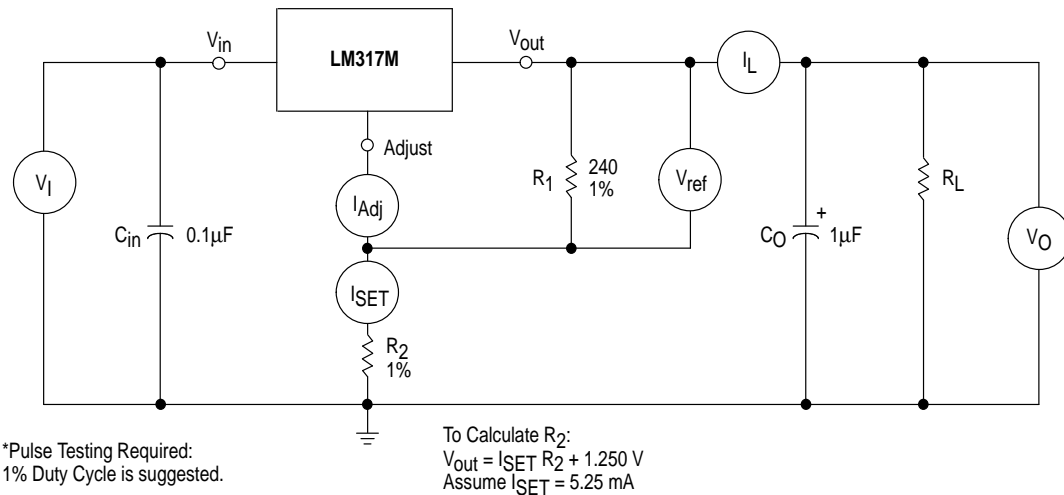 Vin
LM317M
Vout
IL
Adjust
VI
IAdj
R1
240
1%
Vref
RL
Cin
0.1µF
CO
+
1µF
VO
ISET
R2
1%
*Pulse Testing Required:
1% Duty Cycle is suggested.
To Calculate R2:
Vout = ISET R2 + 1.250 V
Assume ISET = 5.25 mA